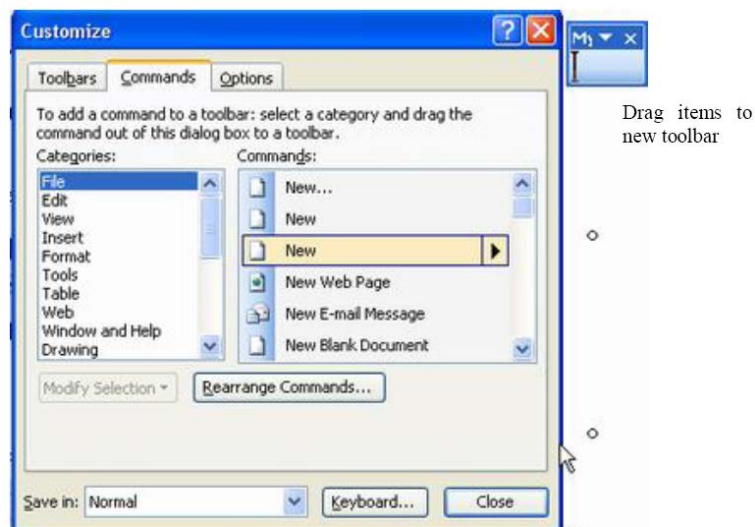 Customize
My
Toolbars
Commands
Options
Drag items to
new toolbar
To add a command to a toolbar: select a category and drag the
command out of this dialog box to a toolbar.
Categories:
Commands:
File
Edit
View
Insert
Format
Tools
Table
Web
Window and Help
Drawing
New...
New
New
New Web Page
New E-mail Message
New Blank Document
Modify Selection
Rearrange Commands...
Save in: Normal
Keyboard...
Close